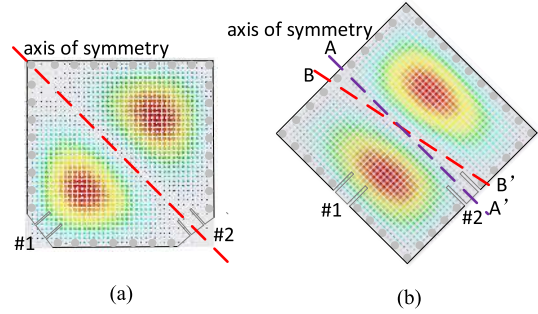 axis of symmetry
#1
#2
(a)
axis of symmetry
A
B
#1
#2
B'
A'
(b)